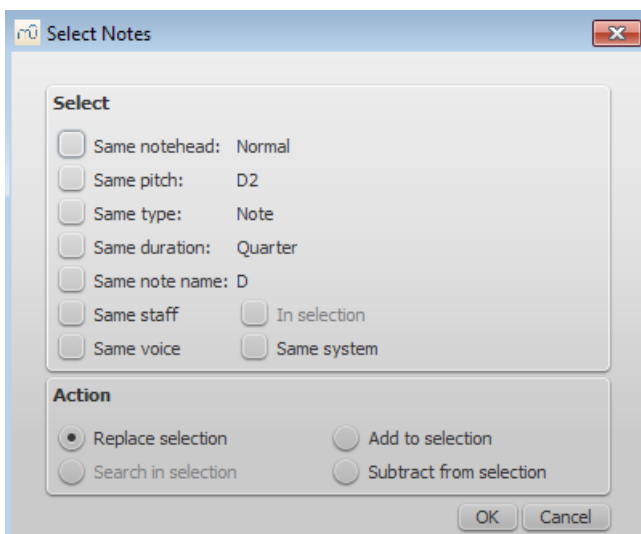 Select Notes
Select
Same notehead: Normal
Same pitch: D2
Same type: Note
Same duration: Quarter
Same note name: D
Same staff In selection
Same voice Same system
Action
Replace selection Add to selection
Search in selection Subtract from selection
OK Cancel